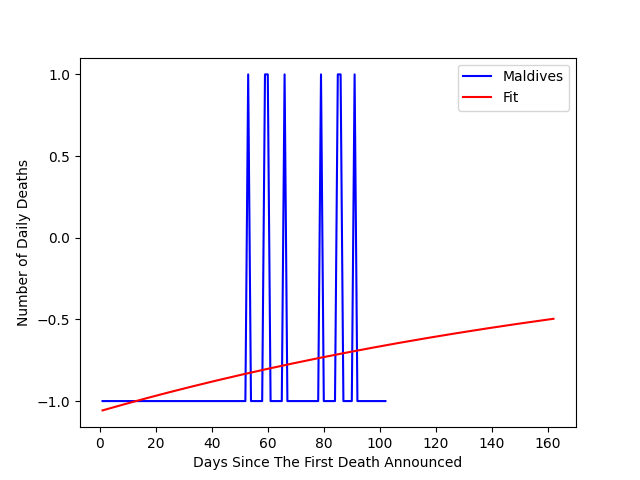 Maldives
Fit
1.0
0.5
0.0
−0.5
−1.0
Number of Daily Deaths
0 20 40 60 80 100 120 140 160
Days Since The First Death Announced